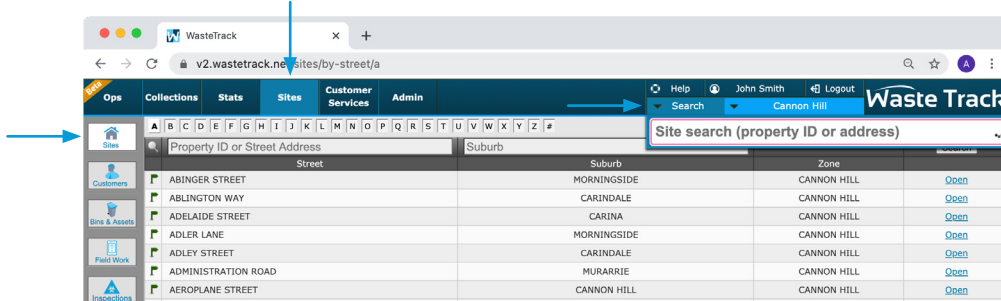 WasteTrack × +
v2.wastetrack.net/sites/by-street/a A
Beta
Ops Collections Stats Sites Customer Services Admin
Help John Smith Logout
Search Cannon Hill
Waste Track
Sites
A B C D E F G H I J K L M N O P Q R S T U V W X Y Z #
Site search (property ID or address)
Property ID or Street Address Suburb Search
Street Suburb Zone
Customers
ABINGER STREET MORNINGSIDE CANNON HILL Open
ABLINGTON WAY CARINDALE CANNON HILL Open
Bins & Assets
ADELAIDE STREET CARINA CANNON HILL Open
ADLER LANE MORNINGSIDE CANNON HILL Open
Field Work
ADLEY STREET CARINDALE CANNON HILL Open
ADMINISTRATION ROAD MURARRIE CANNON HILL Open
Inspections
AEROPLANE STREET CANNON HILL CANNON HILL Open